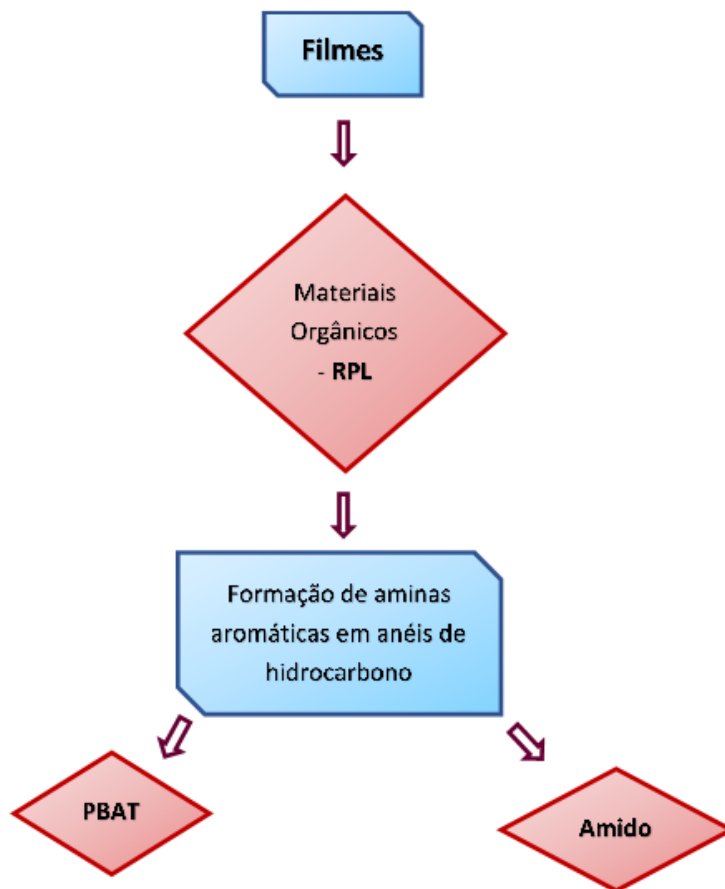 Filmes
Materiais
Orgânicos
- RPL
Formação de aminas
aromáticas em anéis de
hidrocarbono
PBAT
Amido